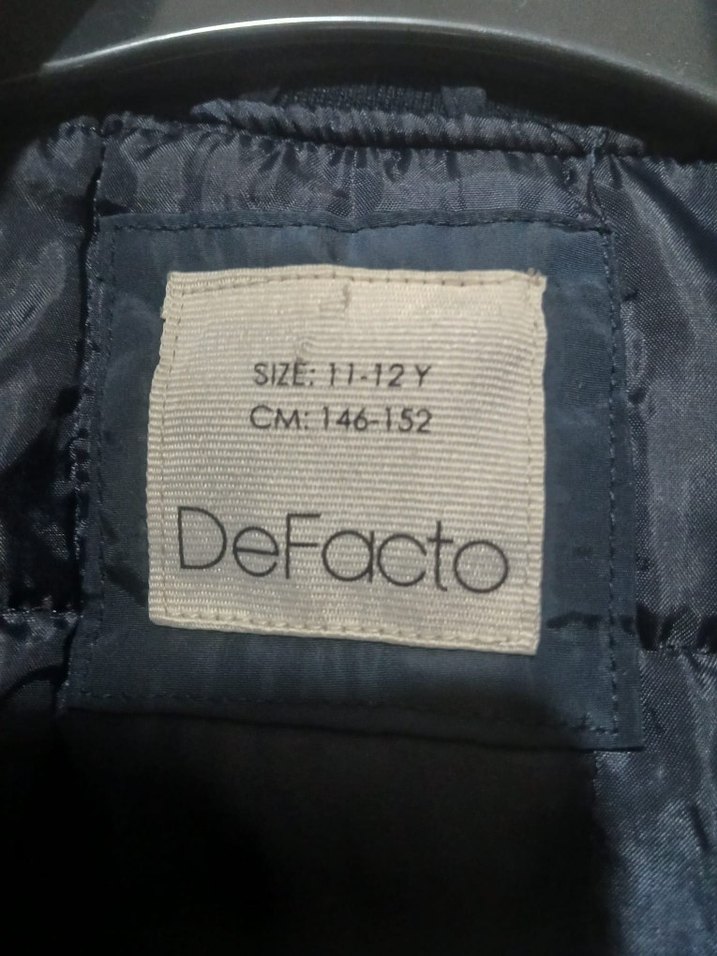 SIZE: 11-12 Y
CM: 146-152
DeFacto